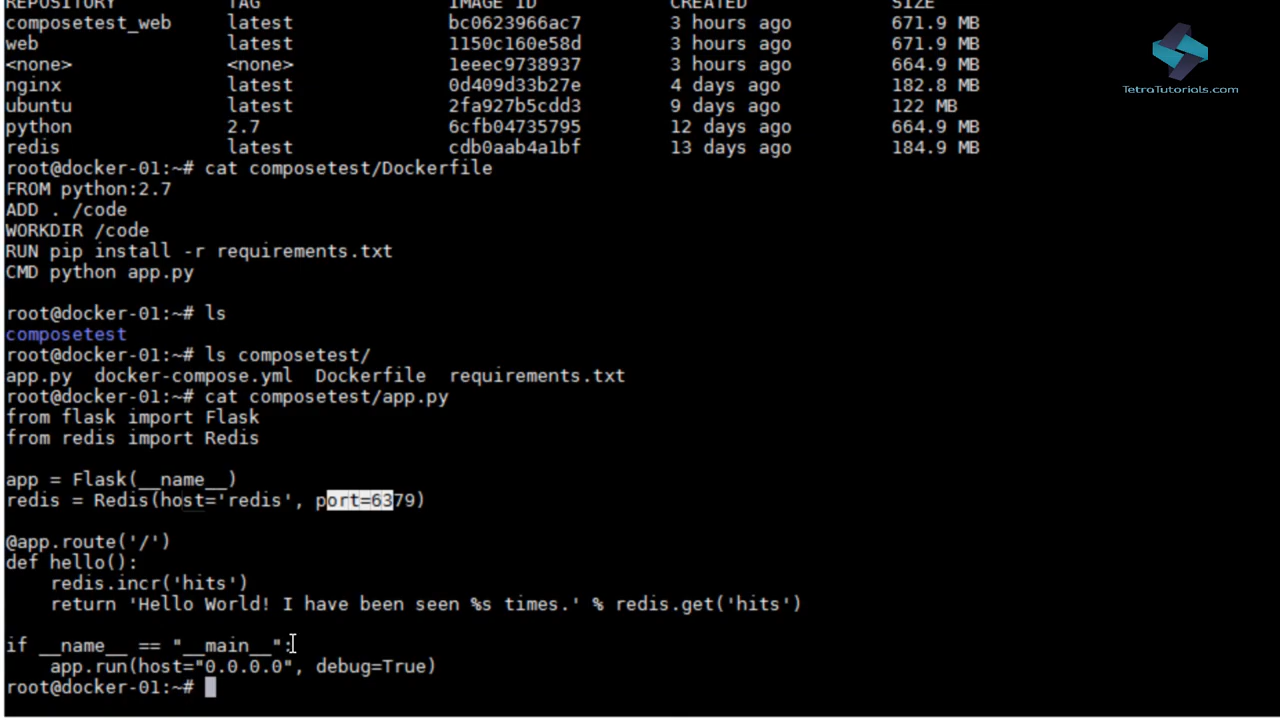 REPOSITORY TAG IMAGE ID CREATED SIZE
composetest_web latest bc0623966ac7 3 hours ago 671.9 MB
web latest 1150c160e58d 3 hours ago 671.9 MB
<none> <none> 1eeec9738937 3 hours ago 664.9 MB
nginx latest 0d409d33b27e 4 days ago 182.8 MB
ubuntu latest 2fa927b5cdd3 9 days ago 122 MB
python 2.7 6cfb04735795 12 days ago 664.9 MB
redis latest cdb0aab4a1bf 13 days ago 184.9 MB
root@docker-01:~# cat composetest/Dockerfile
FROM python:2.7
ADD . /code
WORKDIR /code
RUN pip install -r requirements.txt
CMD python app.py
root@docker-01:~# ls
composetest
root@docker-01:~# ls composetest/
app.py docker-compose.yml Dockerfile requirements.txt
root@docker-01:~# cat composetest/app.py
from flask import Flask
from redis import Redis
app = Flask(__name__)
redis = Redis(host='redis', port=6379)
@app.route('/')
def hello():
    redis.incr('hits')
    return 'Hello World! I have been seen %s times.' % redis.get('hits')
if __name__ == "__main__":
    app.run(host="0.0.0.0", debug=True)
root@docker-01:~#
TetraTutorials.com